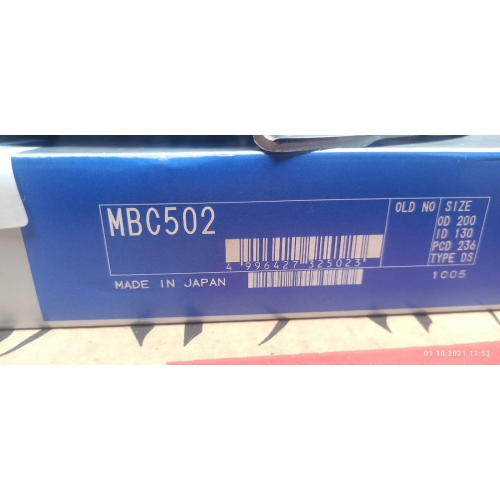 MBC502
OLD NO
SIZE
OD 200
ID 130
PCD 236
TYPE DS
4 996427 325023
MADE IN JAPAN
1C05
03.10.2021 11:53